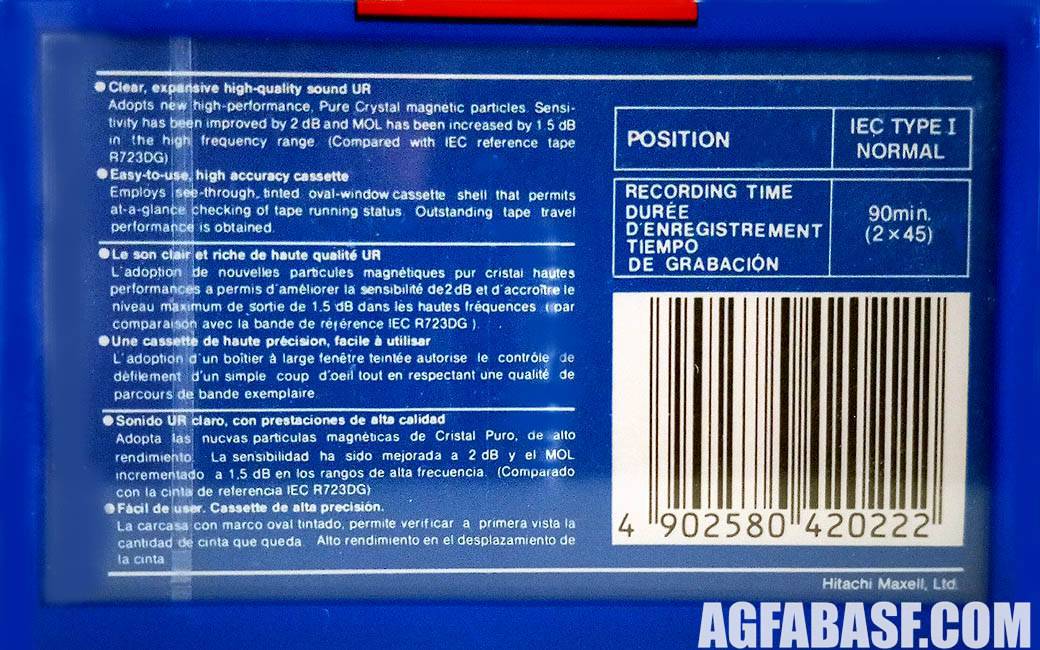 ● Clear, expansive high-quality sound UR
Adopts new high-performance, Pure Crystal magnetic particles. Sensi-
tivity has been improved by 2 dB and MOL has been increased by 1.5 dB
in the high frequency range. (Compared with IEC reference tape
R723DG)
● Easy-to-use, high accuracy cassette
Employs see-through, tinted oval-window cassette shell that permits
at-a-glance checking of tape running status. Outstanding tape travel
performance is obtained.
● Le son clair et riche de haute qualité UR
L'adoption de nouvelles particules magnétiques pur cristal hautes
performances a permis d'améliorer la sensibilité de 2 dB et d'accroître le
niveau maximum de sortie de 1,5 dB dans les hautes fréquences (par
comparaison avec la bande de référence IEC R723DG).
● Une cassette de haute précision, facile à utilisar
L'adoption d'un boîtier à large fenêtre teintée autorise le contrôle de
défilement d'un simple coup d'oeil tout en respectant une qualité de
parcours de bande exemplaire.
● Sonido UR claro, con prestaciones de alta calidad
Adopta las nucvas particulas magnéticas de Cristal Puro, de alto
rendimiento. La sensibilidad ha sido mejorada a 2 dB y el MOL
incrementado a 1,5 dB en los rangos de alta frecuencia. (Comparado
con la cinta de referencia IEC R723DG)
● Fácil de user. Cassette de alta precisión.
La carcasa con marco oval tintado, permite verificar a primera vista la
cantidad de cinta que queda. Alto rendimiento en el desplazamiento de
la cinta.
POSITION
IEC TYPE I
NORMAL
RECORDING TIME
DURÉE
D'ENREGISTREMENT
TIEMPO
DE GRABACIÓN
90min.
(2×45)
4 902580 420222
Hitachi Maxell, Ltd.
AGFABASF.COM